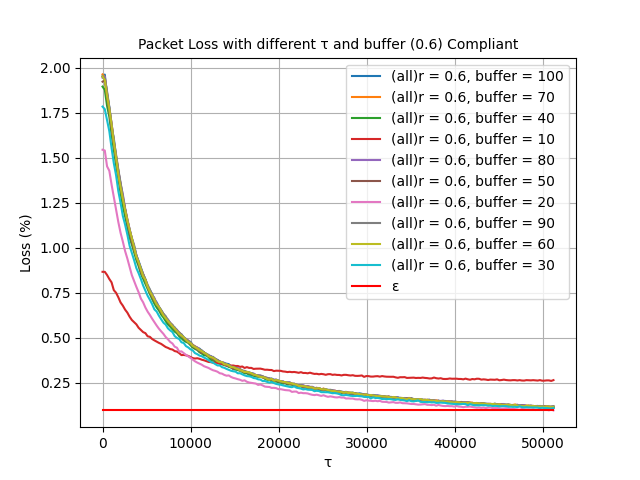 Packet Loss with different τ and buffer (0.6) Compliant
Loss (%)
2.00
1.75
1.50
1.25
1.00
0.75
0.50
0.25
(all)r = 0.6, buffer = 100
(all)r = 0.6, buffer = 70
(all)r = 0.6, buffer = 40
(all)r = 0.6, buffer = 10
(all)r = 0.6, buffer = 80
(all)r = 0.6, buffer = 50
(all)r = 0.6, buffer = 20
(all)r = 0.6, buffer = 90
(all)r = 0.6, buffer = 60
(all)r = 0.6, buffer = 30
ε
0 10000 20000 30000 40000 50000
τ